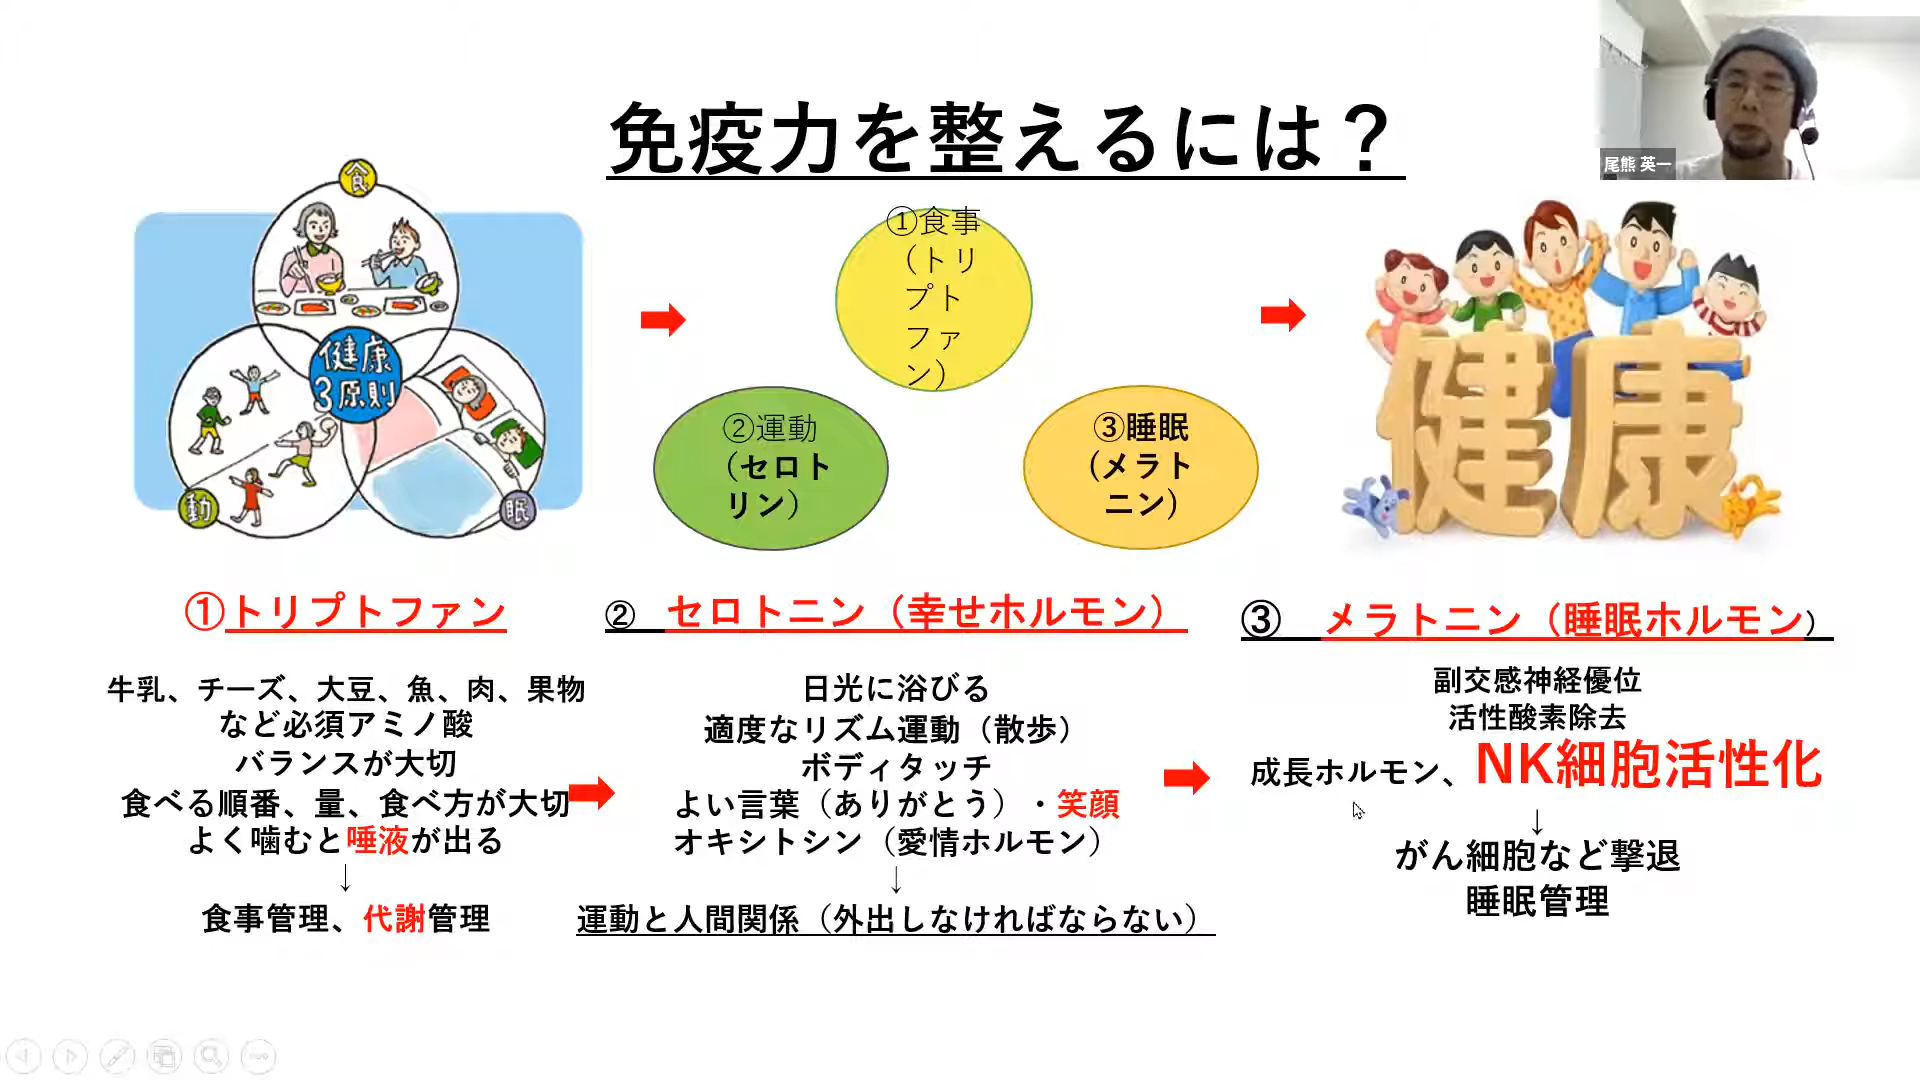 免疫力を整えるには？
尾熊 英一
食
健康
3原則
動
眠
①食事
（トリ
プト
ファ
ン）
②運動
（セロト
リン）
③睡眠
(メラト
ニン)
健康
①トリプトファン
牛乳、チーズ、大豆、魚、肉、果物
など必須アミノ酸
バランスが大切
食べる順番、量、食べ方が大切
よく噛むと唾液が出る
↓
食事管理、代謝管理
② セロトニン（幸せホルモン）
日光に浴びる
適度なリズム運動（散歩）
ボディタッチ
よい言葉（ありがとう）・笑顔
オキシトシン（愛情ホルモン）
↓
運動と人間関係（外出しなければならない）
③ メラトニン（睡眠ホルモン）
副交感神経優位
活性酸素除去
成長ホルモン、NK細胞活性化
↓
がん細胞など撃退
睡眠管理